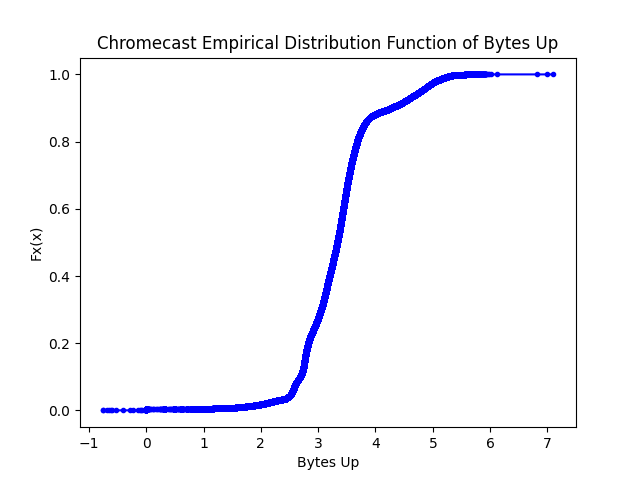 Chromecast Empirical Distribution Function of Bytes Up
1.0
0.8
0.6
0.4
0.2
0.0
Fx(x)
−1 0 1 2 3 4 5 6 7
Bytes Up